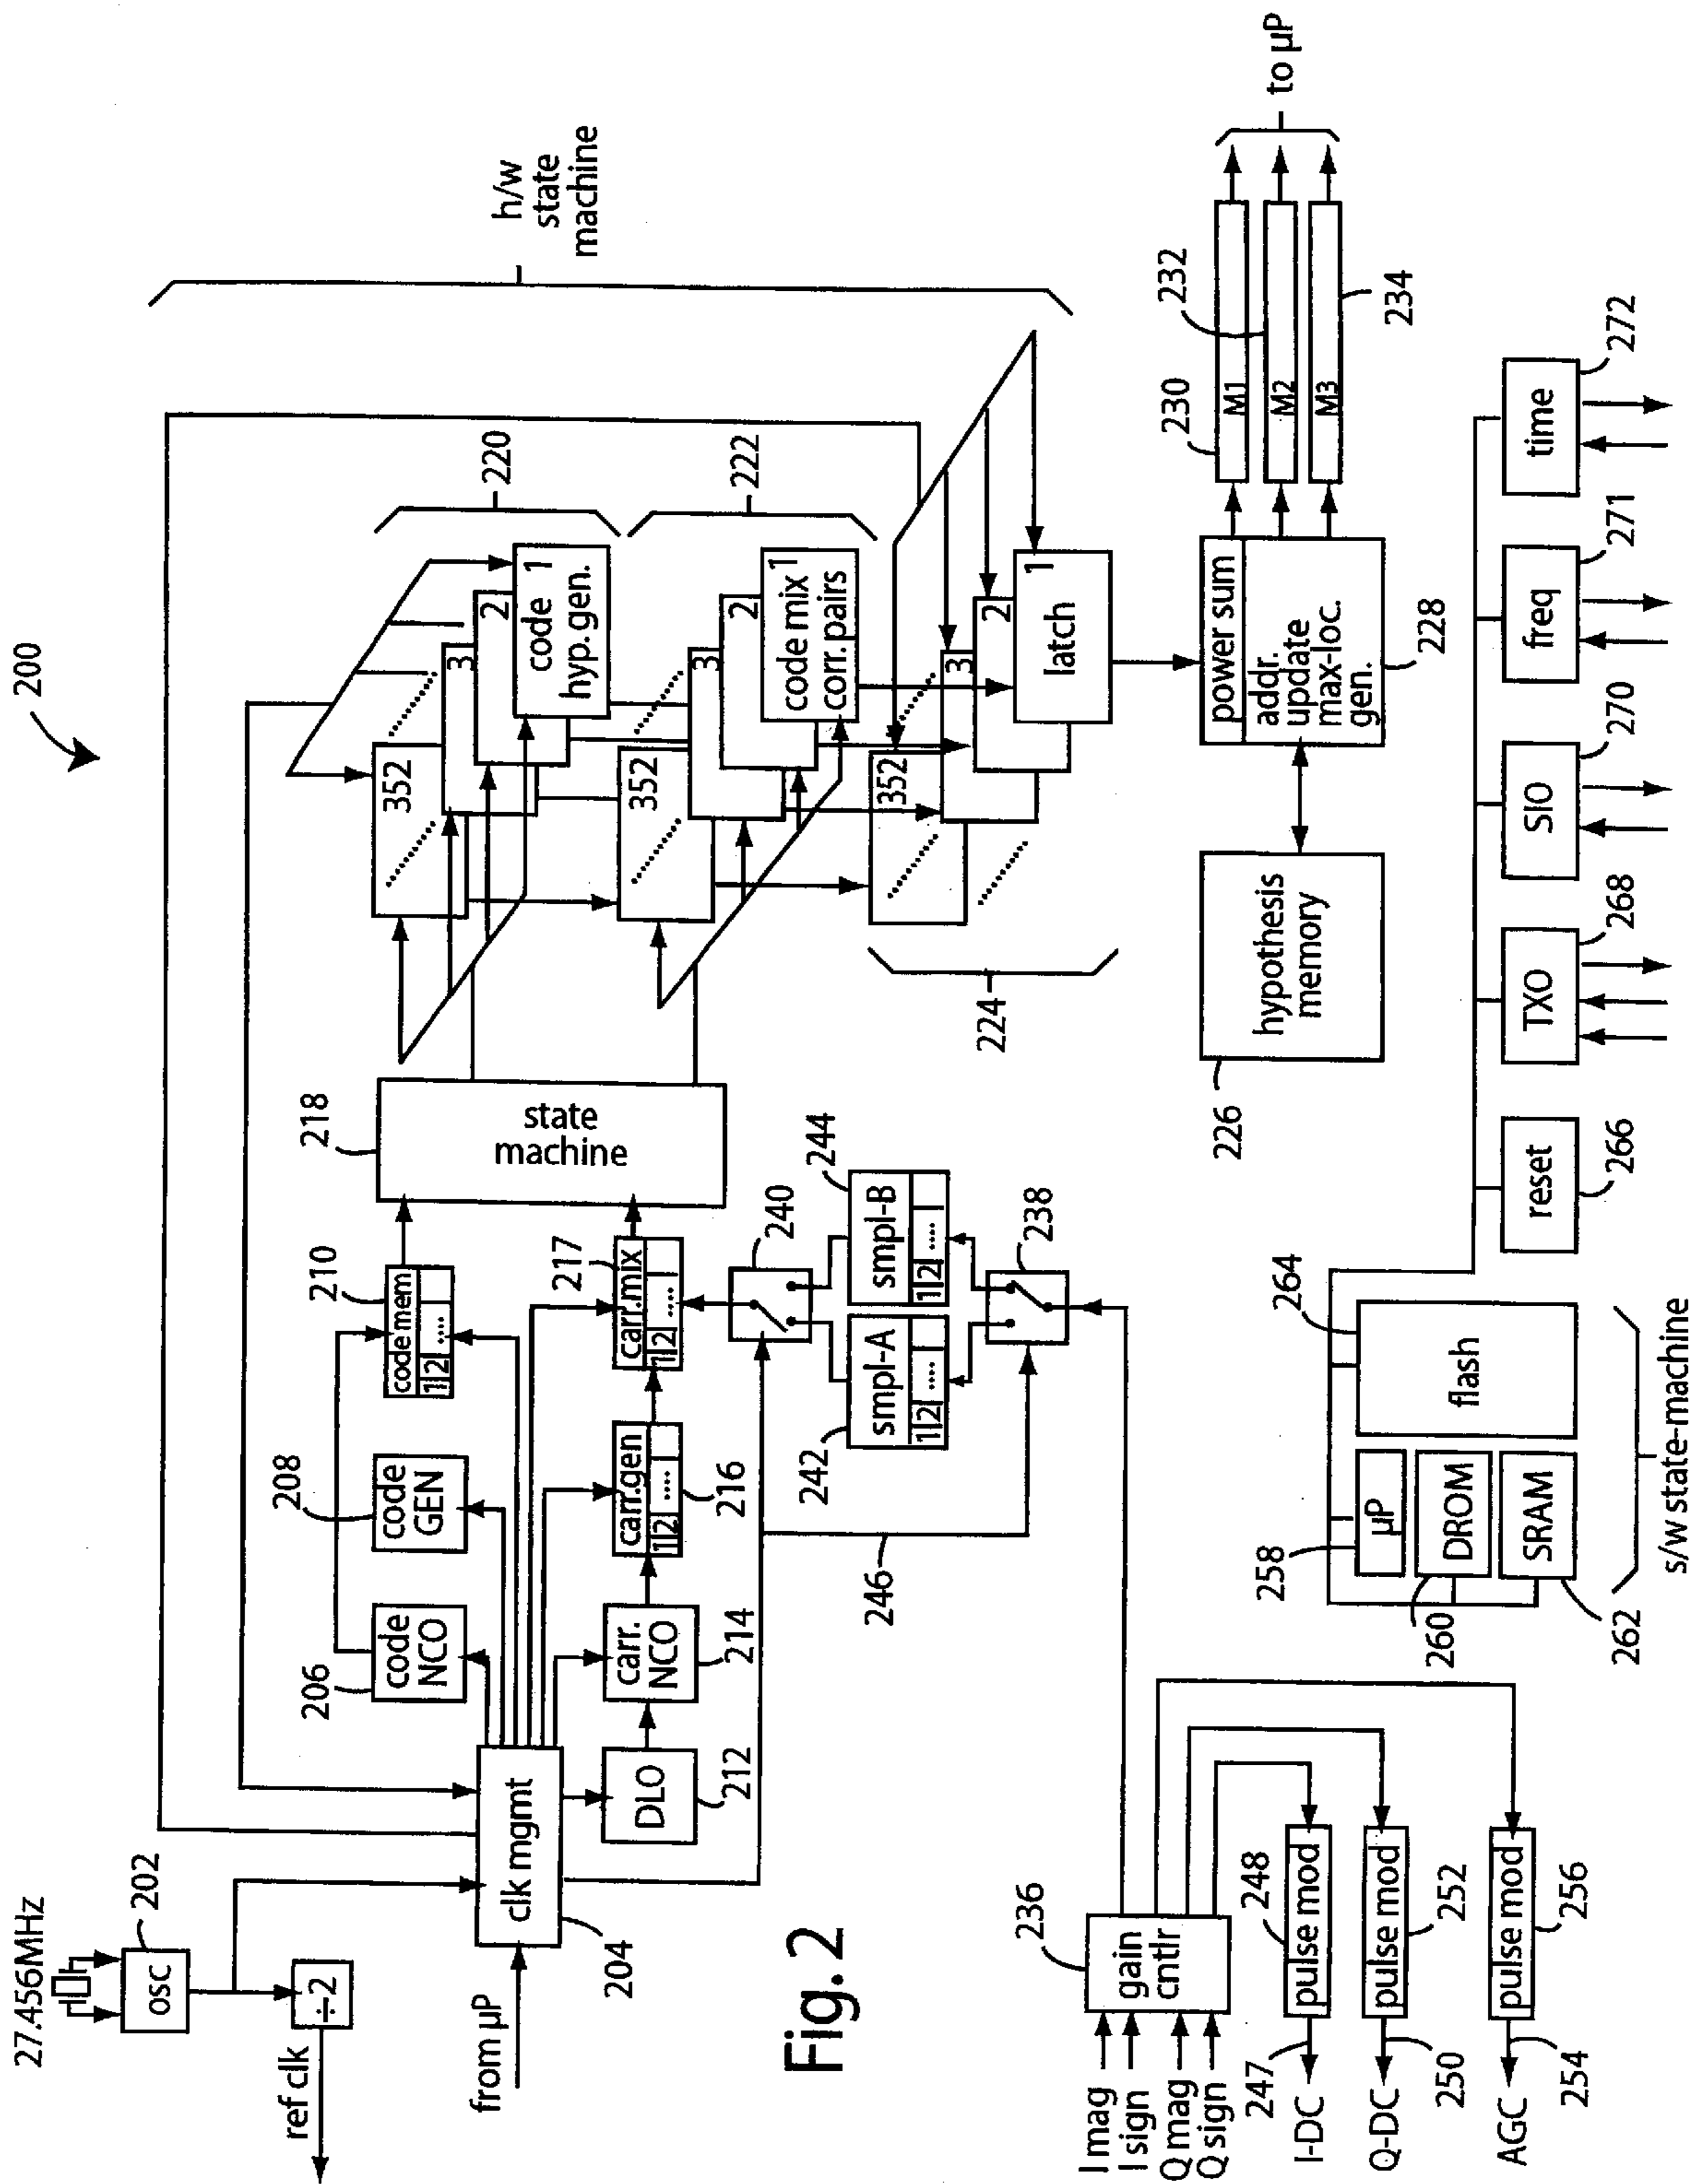 200
27.456MHz
osc
202
÷2
ref clk
from µP
clk mgmt
204
code
NCO
206
code
GEN
208
code mem
1 2 ....
210
DLO
212
carr.
NCO
214
carr.gen
1 2 ....
216
carr.mix
1 2 ....
217
state
machine
218
h/w
state
machine
352
3
2
code 1
hyp. gen.
220
352
3
2
code mix 1
corr. pairs
222
352
3
2
1
latch
224
240
smpl-A
1 2 ....
242
smpl-B
1 2 ....
244
238
246
hypothesis
memory
226
power sum
addr.
update
max-loc.
gen.
228
M1
230
M2
232
M3
234
to µP
Fig. 2
I mag
I sign
Q mag
Q sign
gain
cntlr
236
I-DC
247
pulse mod
248
Q-DC
250
pulse mod
252
AGC
254
pulse mod
256
µP
258
DROM
260
SRAM
262
flash
264
s/w state-machine
reset
266
TXO
268
SIO
270
freq
271
time
272